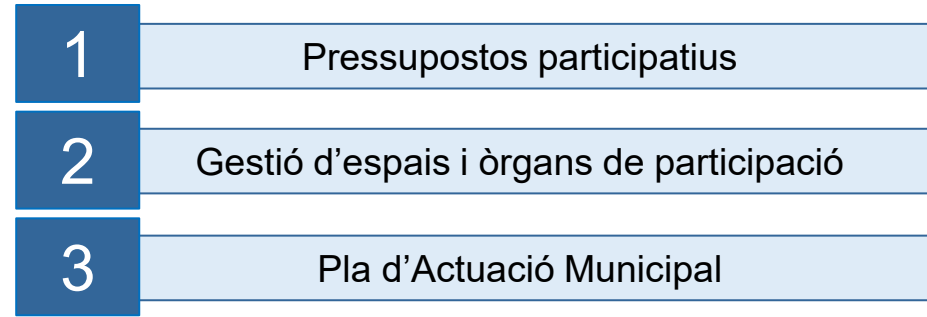 1
Pressupostos participatius
2
Gestió d’espais i òrgans de participació
3
Pla d’Actuació Municipal